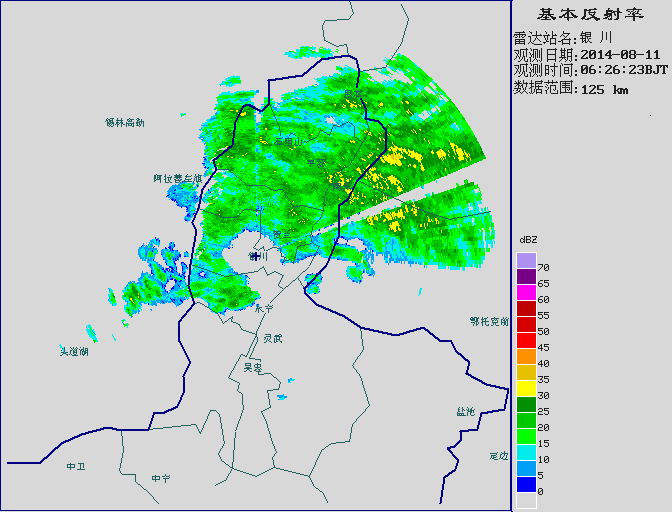 基本反射率
雷达站名:银 川
观测日期:2014-08-11
观测时间:06:26:23BJT
数据范围:125 km
锡林高勒
阿拉善左旗
银川
永宁
灵武
头道湖
吴忠
鄂托克前
盐池
定边
中卫
中宁
dBZ
70
65
60
55
50
45
40
35
30
25
20
15
10
5
0